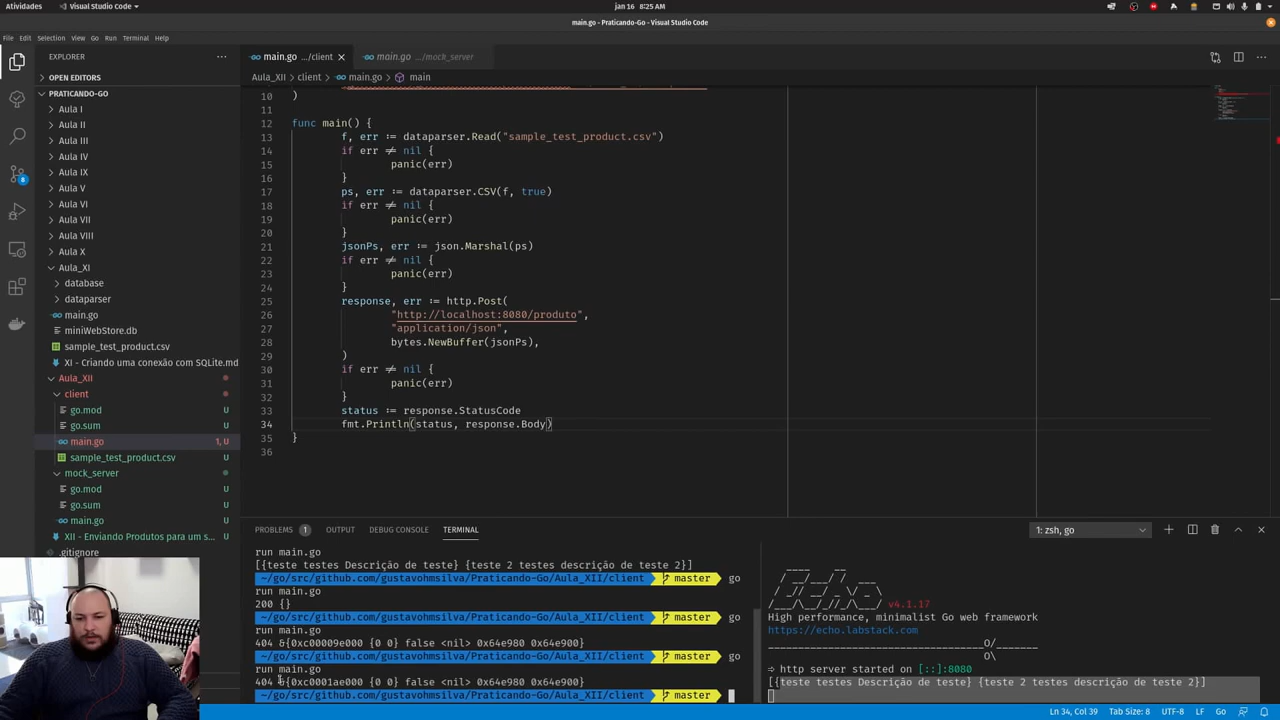 Atividades
Visual Studio Code
jan 16 8:25 AM
main.go - Praticando-Go - Visual Studio Code
File Edit Selection View Go Run Terminal Help
EXPLORER
main.go .../client
main.go .../mock_server
OPEN EDITORS
Aula_XII > client > main.go > main
PRATICANDO-GO
Aula I
Aula II
Aula III
Aula IV
Aula IX
Aula V
Aula VI
Aula VII
Aula VIII
Aula X
Aula_XI
database
dataparser
main.go
miniWebStore.db
sample_test_product.csv
XI - Criando uma conexão com SQLite.md
Aula_XII
client
go.mod U
go.sum U
main.go 1, U
sample_test_product.csv U
mock_server
go.mod U
go.sum U
main.go U
XII - Enviando Produtos para um s... U
.gitignore
8
10 )
11
12 func main() {
13 f, err := dataparser.Read("sample_test_product.csv")
14 if err ≠ nil {
15 panic(err)
16 }
17 ps, err := dataparser.CSV(f, true)
18 if err ≠ nil {
19 panic(err)
20 }
21 jsonPs, err := json.Marshal(ps)
22 if err ≠ nil {
23 panic(err)
24 }
25 response, err := http.Post(
26 "http://localhost:8080/produto",
27 "application/json",
28 bytes.NewBuffer(jsonPs),
29 )
30 if err ≠ nil {
31 panic(err)
32 }
33 status := response.StatusCode
34 fmt.Println(status, response.Body)
35 }
36
PROBLEMS 1 OUTPUT DEBUG CONSOLE TERMINAL
1: zsh, go
run main.go
[{teste testes Descrição de teste} {teste 2 testes descrição de teste 2}]
~/go/src/github.com/gustavohmsilva/Praticando-Go/Aula_XII/client master go
run main.go
200 {}
~/go/src/github.com/gustavohmsilva/Praticando-Go/Aula_XII/client master go
run main.go
404 &{0xc00009e000 {0 0} false <nil> 0x64e980 0x64e900}
~/go/src/github.com/gustavohmsilva/Praticando-Go/Aula_XII/client master go
run main.go
404 &{0xc0001ae000 {0 0} false <nil> 0x64e980 0x64e900}
~/go/src/github.com/gustavohmsilva/Praticando-Go/Aula_XII/client master
v4.1.17
High performance, minimalist Go web framework
https://echo.labstack.com
____________________________________O/_______
O\
⇨ http server started on [::]:8080
[{teste testes Descrição de teste} {teste 2 testes descrição de teste 2}]
Ln 34, Col 39 Tab Size: 8 UTF-8 LF Go